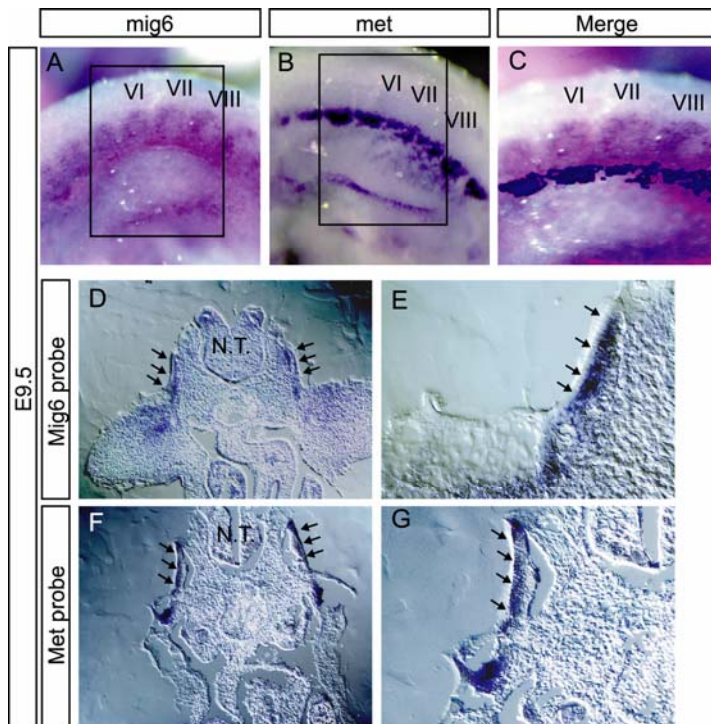 mig6
met
Merge
E9.5
A
VI
VII
VIII
B
VI
VII
VIII
C
VI
VII
VIII
Mig6 probe
D
N.T.
E
Met probe
F
N.T.
G